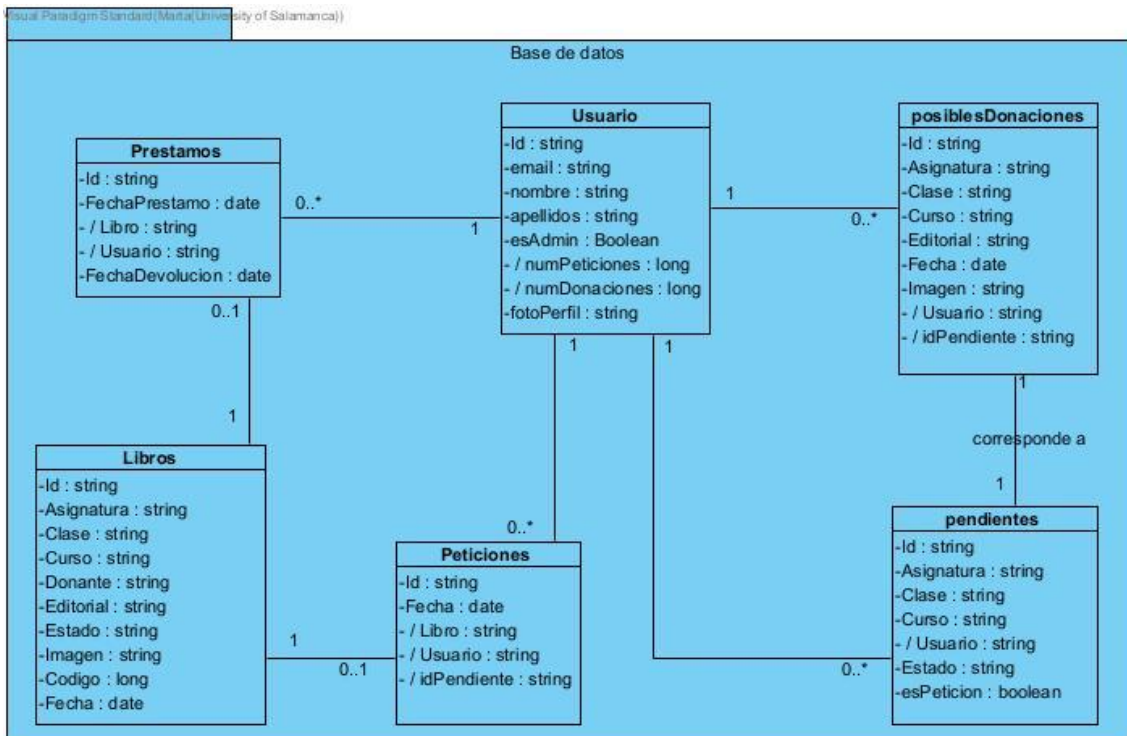 Visual Paradigm Standard(Marta(University of Salamanca))
Base de datos
Prestamos
-Id : string
-FechaPrestamo : date
- / Libro : string
- / Usuario : string
-FechaDevolucion : date
0..*
1
0..1
1
Usuario
-Id : string
-email : string
-nombre : string
-apellidos : string
-esAdmin : Boolean
- / numPeticiones : long
- / numDonaciones : long
-fotoPerfil : string
1
0..*
1
1
posiblesDonaciones
-Id : string
-Asignatura : string
-Clase : string
-Curso : string
-Editorial : string
-Fecha : date
-Imagen : string
- / Usuario : string
- / idPendiente : string
1
corresponde a
1
Libros
-Id : string
-Asignatura : string
-Clase : string
-Curso : string
-Donante : string
-Editorial : string
-Estado : string
-Imagen : string
-Codigo : long
-Fecha : date
1
0..1
0..*
Peticiones
-Id : string
-Fecha : date
- / Libro : string
- / Usuario : string
- / idPendiente : string
0..*
pendientes
-Id : string
-Asignatura : string
-Clase : string
-Curso : string
- / Usuario : string
-Estado : string
-esPeticion : boolean